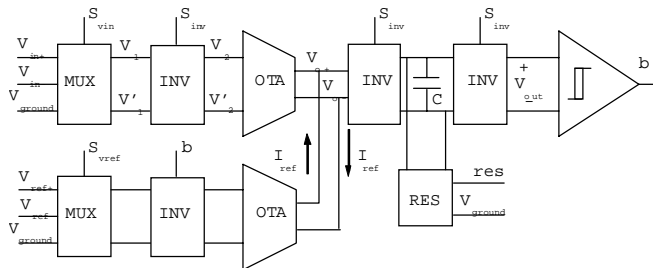 S vin S inv S inv S inv
V in+ V 1 V 2 V o+ + b
MUX INV OTA INV INV
V in V out
V ground V' 1 V' 2 V o- C -
I ref I ref
S vref b
V ref+ RES res
MUX INV OTA
V ref V ground
V ground